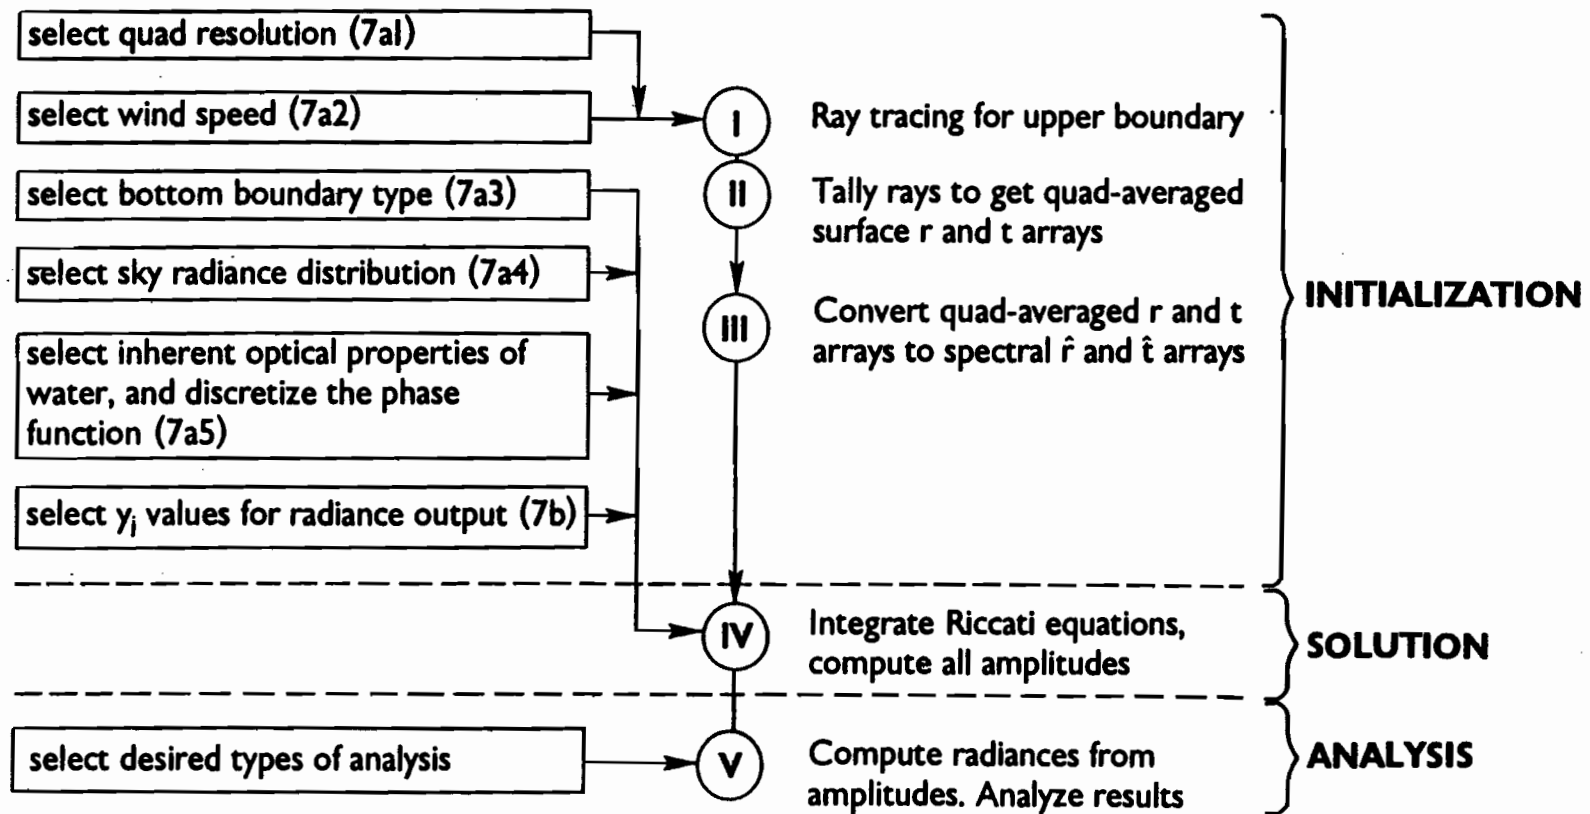 select quad resolution (7a1)
select wind speed (7a2)
select bottom boundary type (7a3)
select sky radiance distribution (7a4)
select inherent optical properties of
water, and discretize the phase
function (7a5)
select yⱼ values for radiance output (7b)
select desired types of analysis
I
Ray tracing for upper boundary
II
Tally rays to get quad-averaged
surface r and t arrays
III
Convert quad-averaged r and t
arrays to spectral r̂ and t̂ arrays
IV
Integrate Riccati equations,
compute all amplitudes
V
Compute radiances from
amplitudes. Analyze results
INITIALIZATION
SOLUTION
ANALYSIS